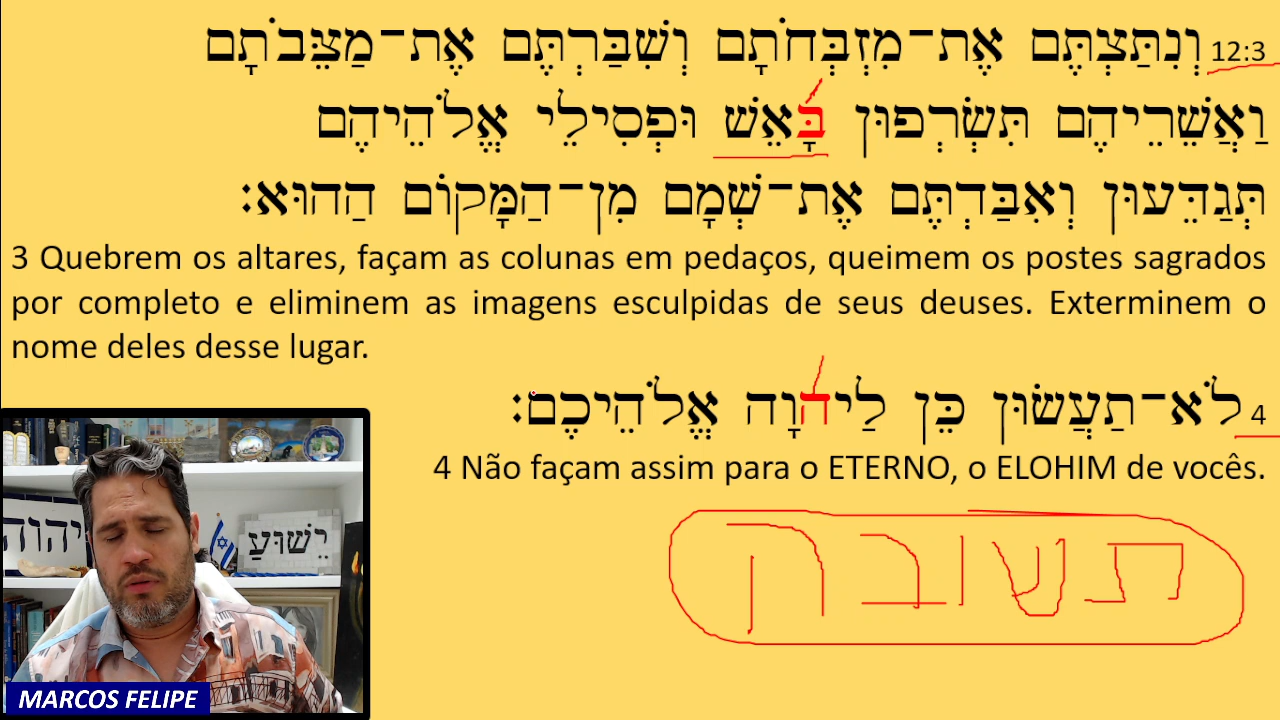 12:3 וְנִתַּצְתֶּם אֶת־מִזְבְּחֹתָם וְשִׁבַּרְתֶּם אֶת־מַצֵּבֹתָם
וַאֲשֵׁרֵיהֶם תִּשְׂרְפוּן בָּאֵשׁ וּפְסִילֵי אֱלֹהֵיהֶם
תְּגַדֵּעוּן וְאִבַּדְתֶּם אֶת־שְׁמָם מִן־הַמָּקוֹם הַהוּא׃
3 Quebrem os altares, façam as colunas em pedaços, queimem os postes sagrados
por completo e eliminem as imagens esculpidas de seus deuses. Exterminem o
nome deles desse lugar.
4 לֹא־תַעֲשׂוּן כֵּן לַיהוָה אֱלֹהֵיכֶם׃
4 Não façam assim para o ETERNO, o ELOHIM de vocês.
תשובה
יהוה
יֵשׁוּעַ
MARCOS FELIPE